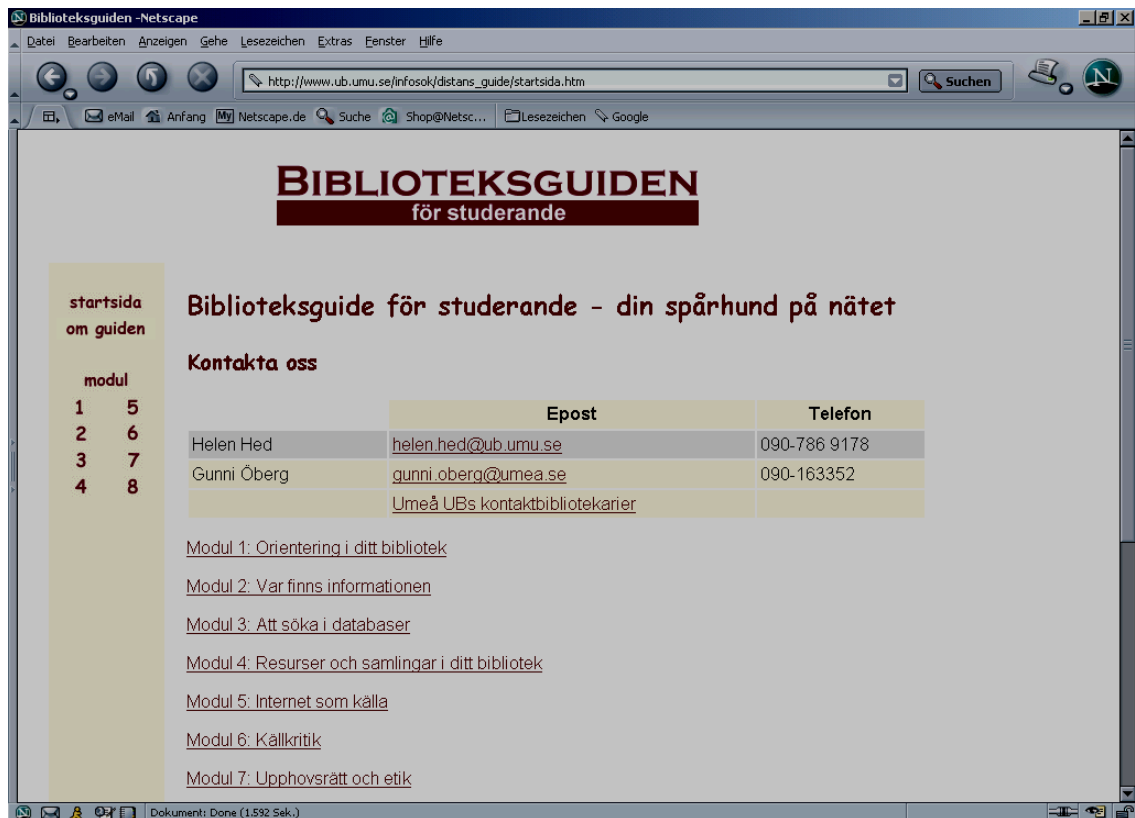 Biblioteksguiden -Netscape
Datei Bearbeiten Anzeigen Gehe Lesezeichen Extras Fenster Hilfe
http://www.ub.umu.se/infosok/distans_guide/startsida.htm Suchen N
eMail Anfang My Netscape.de Suche Shop@Netsc... Lesezeichen Google
BIBLIOTEKSGUIDEN
för studerande
startsida
om guiden
modul
1 5
2 6
3 7
4 8
Biblioteksguide för studerande - din spårhund på nätet
Kontakta oss
Epost Telefon
Helen Hed helen.hed@ub.umu.se 090-786 9178
Gunni Öberg gunni.oberg@umea.se 090-163352
Umeå UBs kontaktbibliotekarier
Modul 1: Orientering i ditt bibliotek
Modul 2: Var finns informationen
Modul 3: Att söka i databaser
Modul 4: Resurser och samlingar i ditt bibliotek
Modul 5: Internet som källa
Modul 6: Källkritik
Modul 7: Upphovsrätt och etik
Dokument: Done (1.592 Sek.)